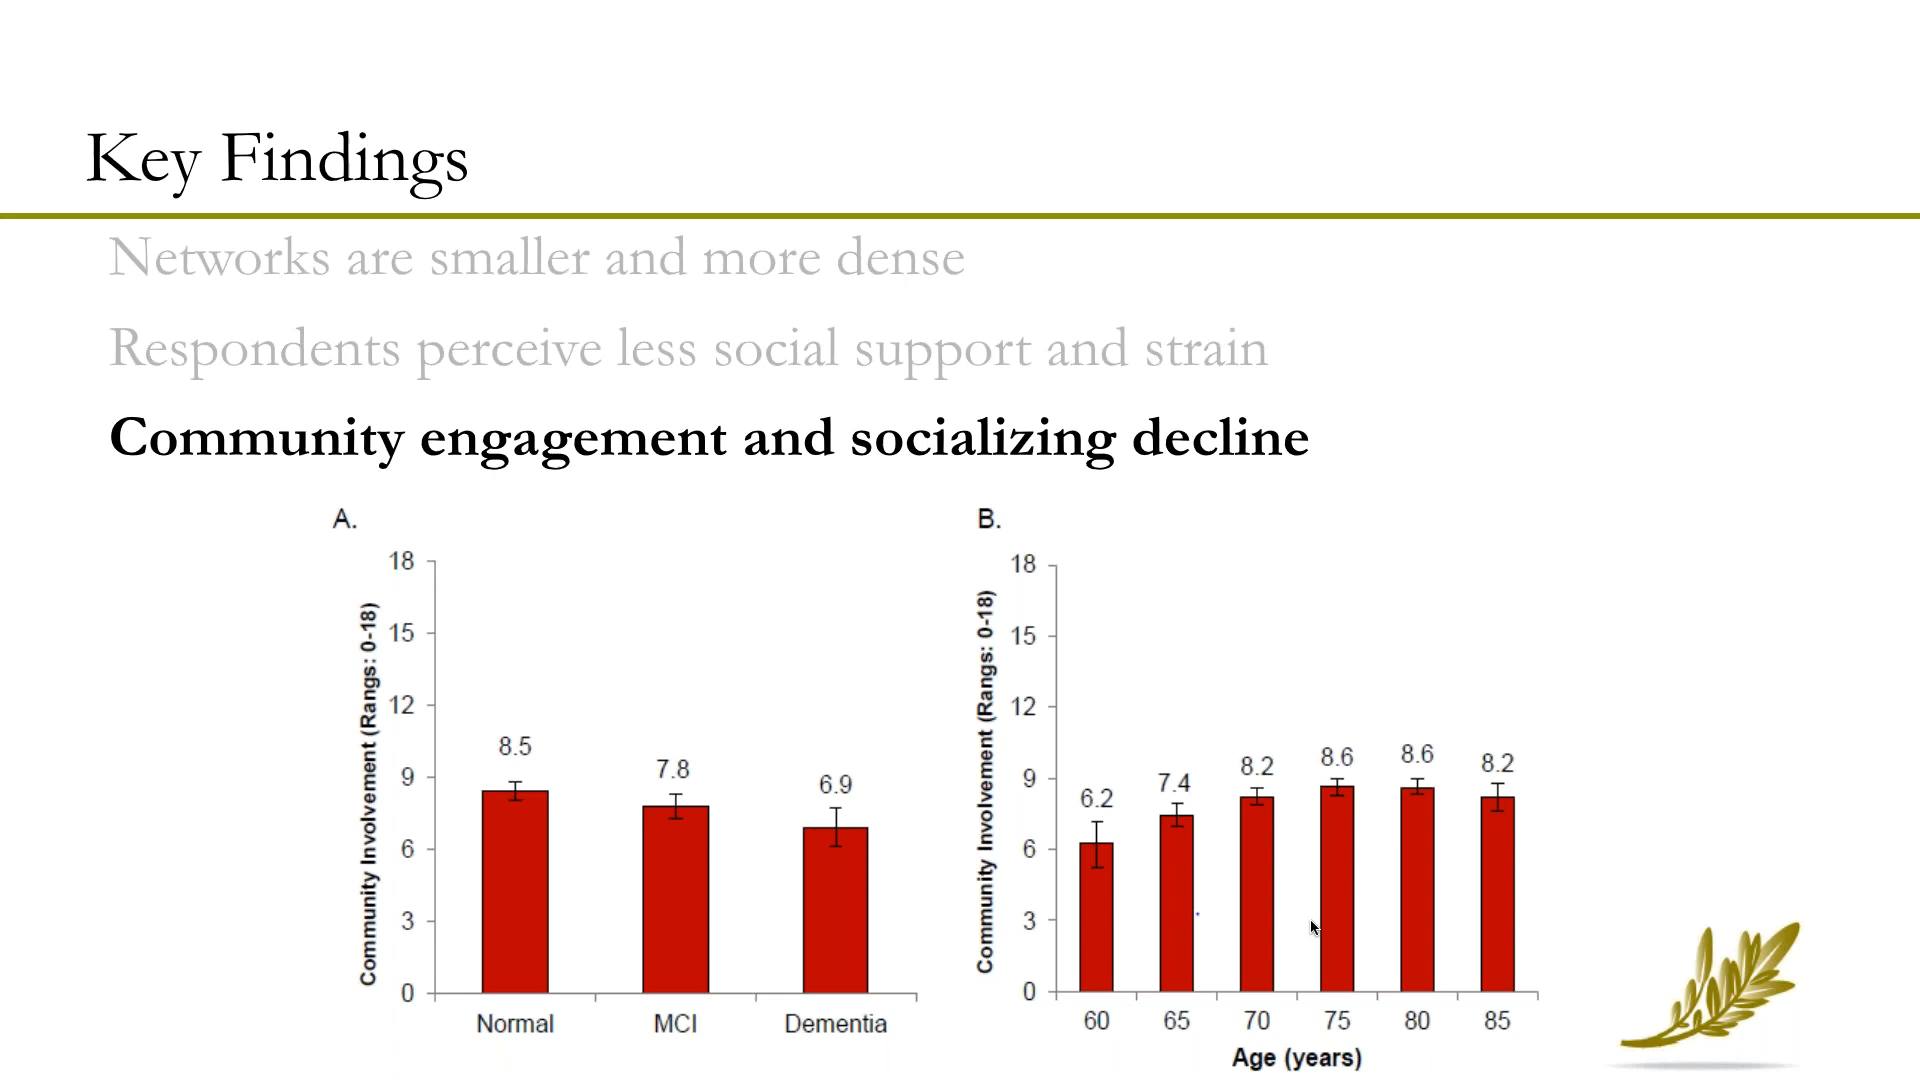 Key Findings
Networks are smaller and more dense
Respondents perceive less social support and strain
Community engagement and socializing decline
A.
Community Involvement (Rangs: 0-18)
18
15
12
9
6
3
0
8.5
7.8
6.9
Normal MCI Dementia
B.
Community Involvement (Rangs: 0-18)
18
15
12
9
6
3
0
6.2
7.4
8.2
8.6
8.6
8.2
60 65 70 75 80 85
Age (years)